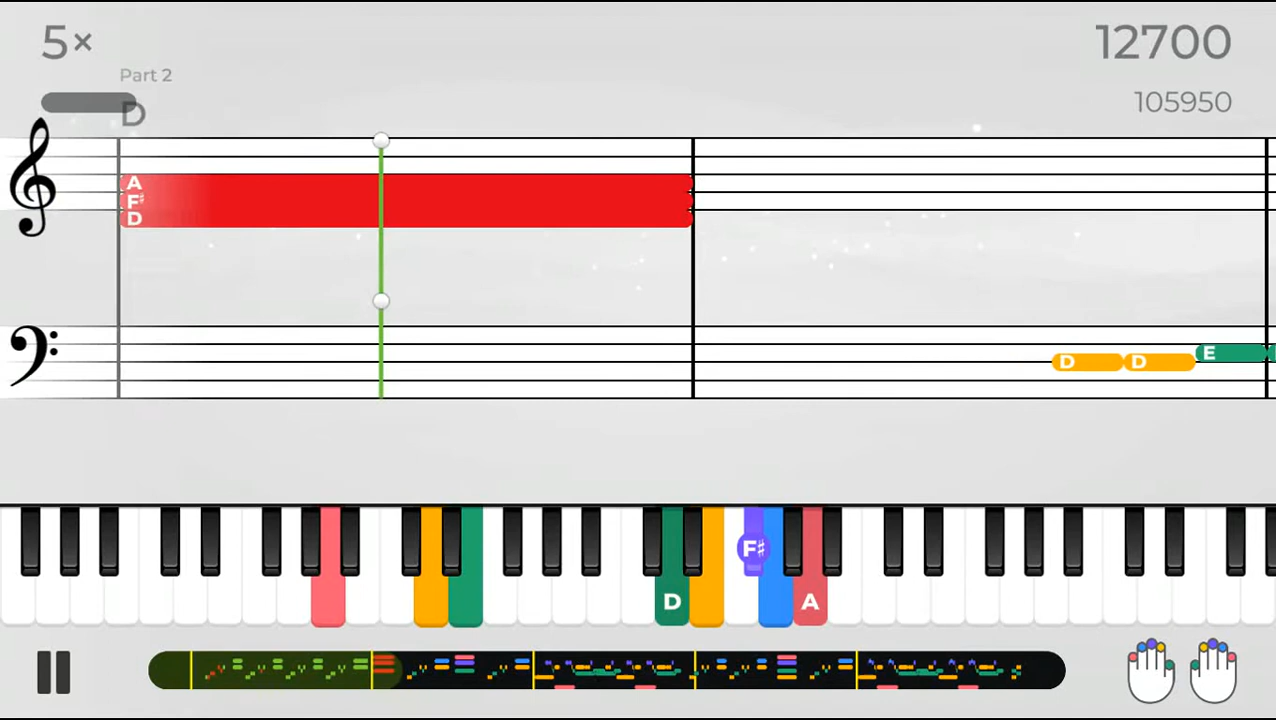 5×
12700
Part 2
105950
D
A
F♯
D
D D E
F♯
D A